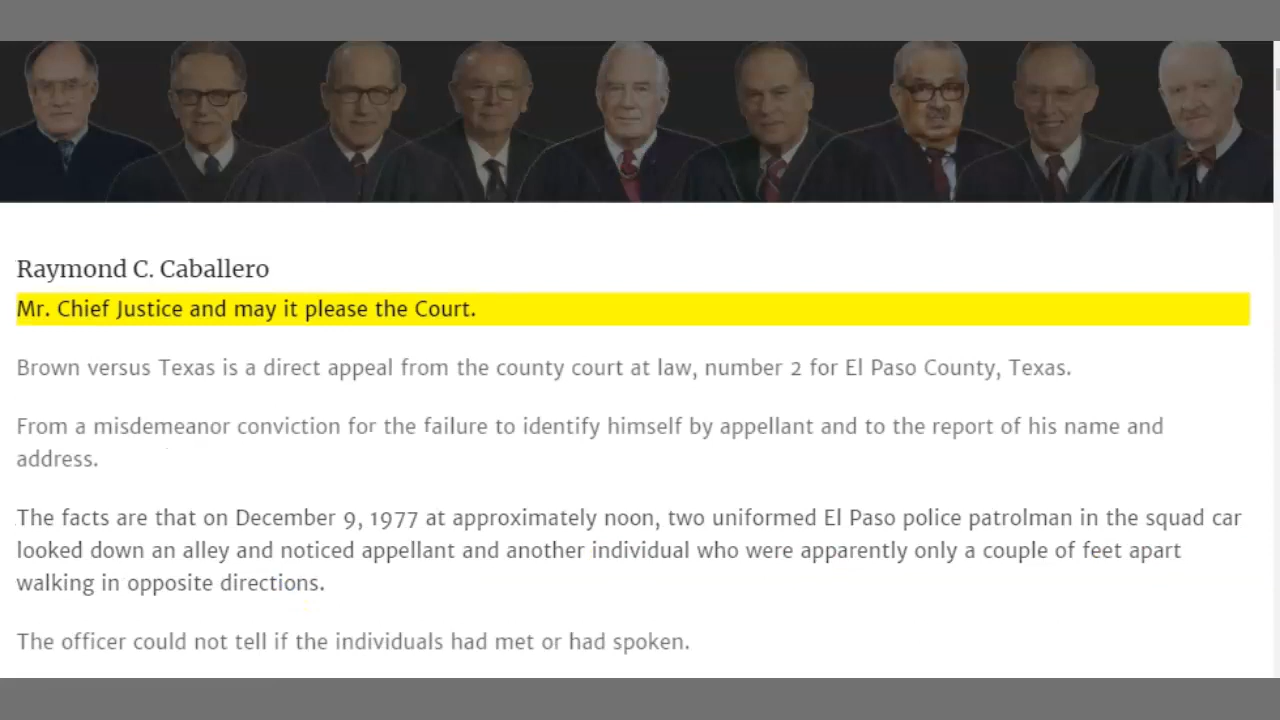 Raymond C. Caballero
Mr. Chief Justice and may it please the Court.
Brown versus Texas is a direct appeal from the county court at law, number 2 for El Paso County, Texas.
From a misdemeanor conviction for the failure to identify himself by appellant and to the report of his name and
address.
The facts are that on December 9, 1977 at approximately noon, two uniformed El Paso police patrolman in the squad car
looked down an alley and noticed appellant and another individual who were apparently only a couple of feet apart
walking in opposite directions.
The officer could not tell if the individuals had met or had spoken.